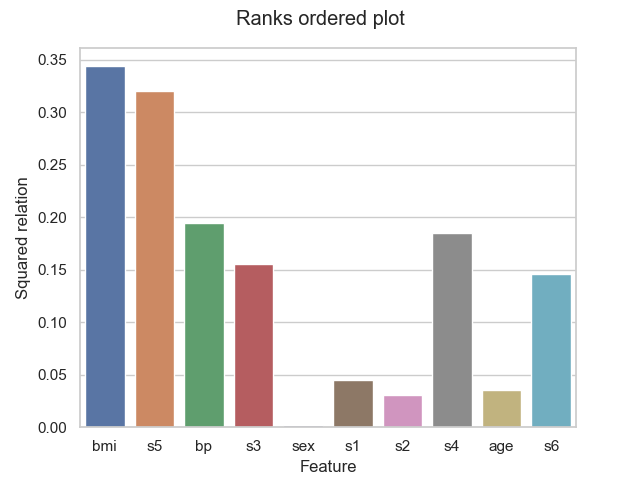 Ranks ordered plot
Squared relation
0.35
0.30
0.25
0.20
0.15
0.10
0.05
0.00
bmi s5 bp s3 sex s1 s2 s4 age s6
Feature